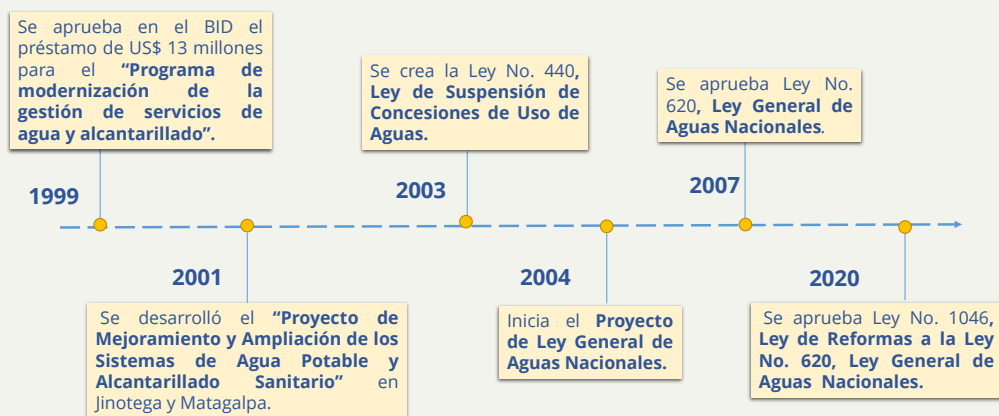 Se aprueba en el BID el
préstamo de US$ 13 millones
para el “Programa de
modernización de la
gestión de servicios de
agua y alcantarillado”.
1999
2001
Se desarrolló el “Proyecto de
Mejoramiento y Ampliación de los
Sistemas de Agua Potable y
Alcantarillado Sanitario” en
Jinotega y Matagalpa.
Se crea la Ley No. 440,
Ley de Suspensión de
Concesiones de Uso de
Aguas.
2003
2004
Inicia el Proyecto
de Ley General de
Aguas Nacionales.
Se aprueba Ley No.
620, Ley General de
Aguas Nacionales.
2007
2020
Se aprueba Ley No. 1046,
Ley de Reformas a la Ley
No. 620, Ley General de
Aguas Nacionales.